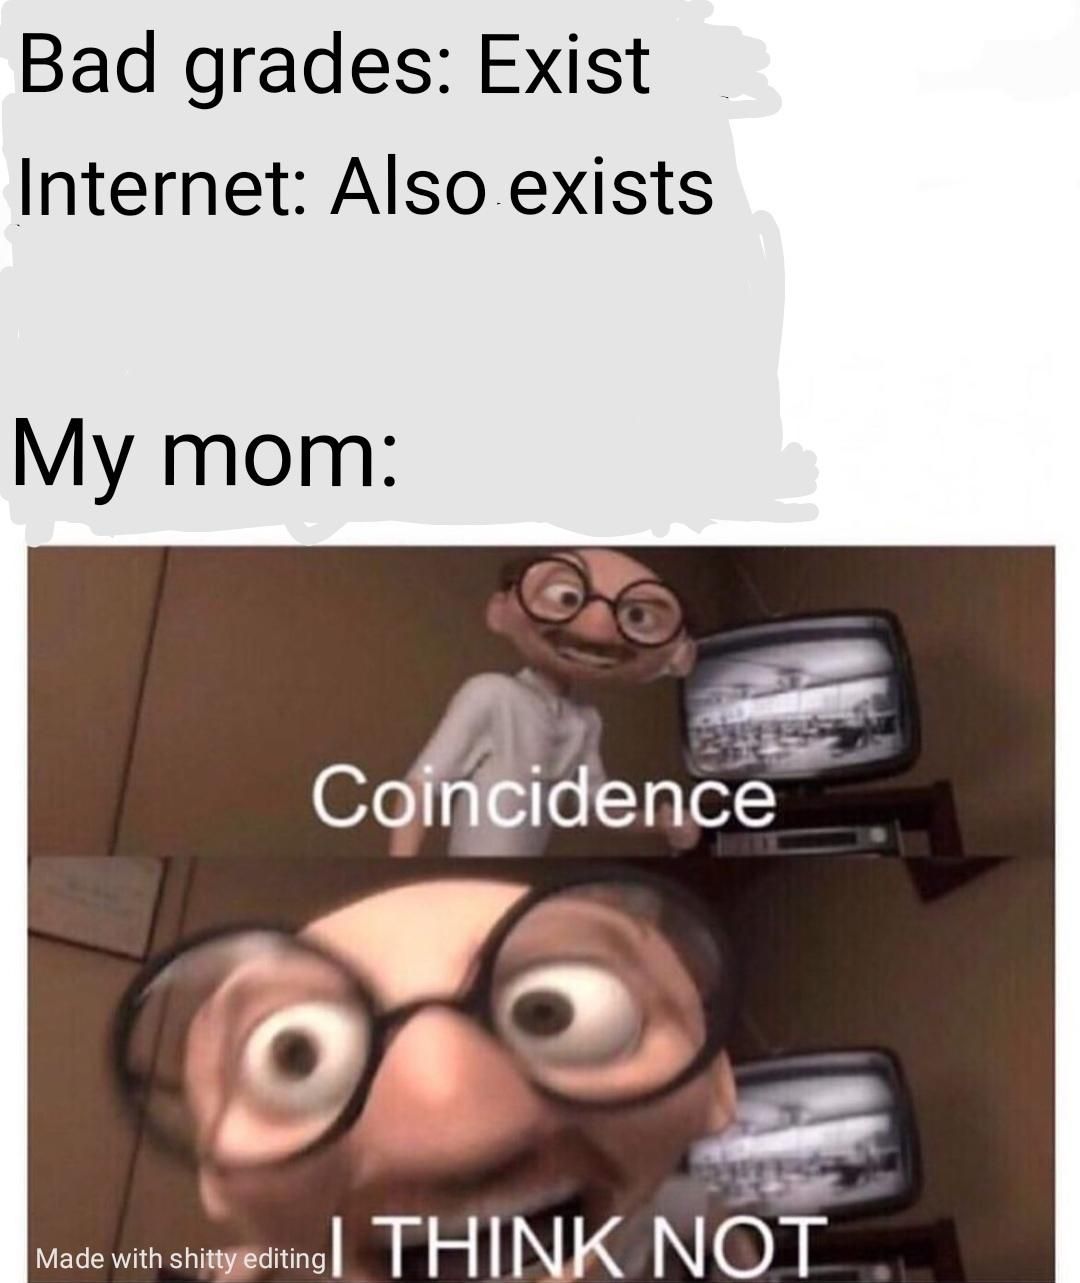 Bad grades: Exist
Internet: Also exists
My mom:
Coincidence
I THINK NOT
Made with shitty editing